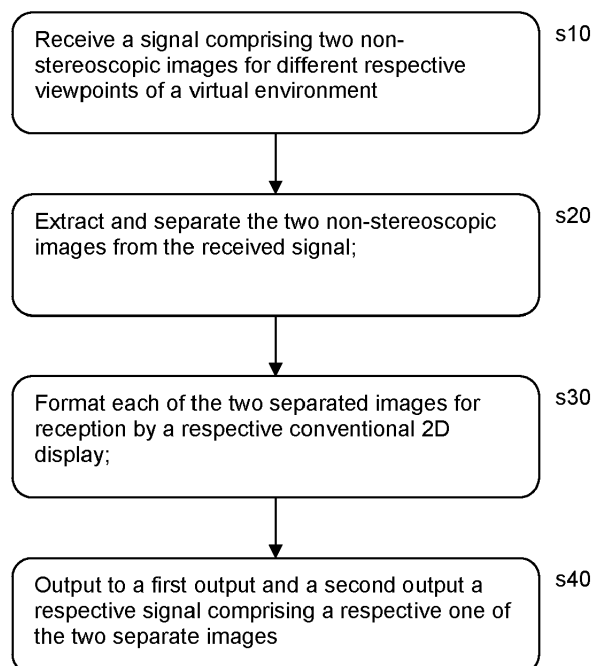 Receive a signal comprising two non-
stereoscopic images for different respective
viewpoints of a virtual environment
s10
Extract and separate the two non-stereoscopic
images from the received signal;
s20
Format each of the two separated images for
reception by a respective conventional 2D
display;
s30
Output to a first output and a second output a
respective signal comprising a respective one of
the two separate images
s40